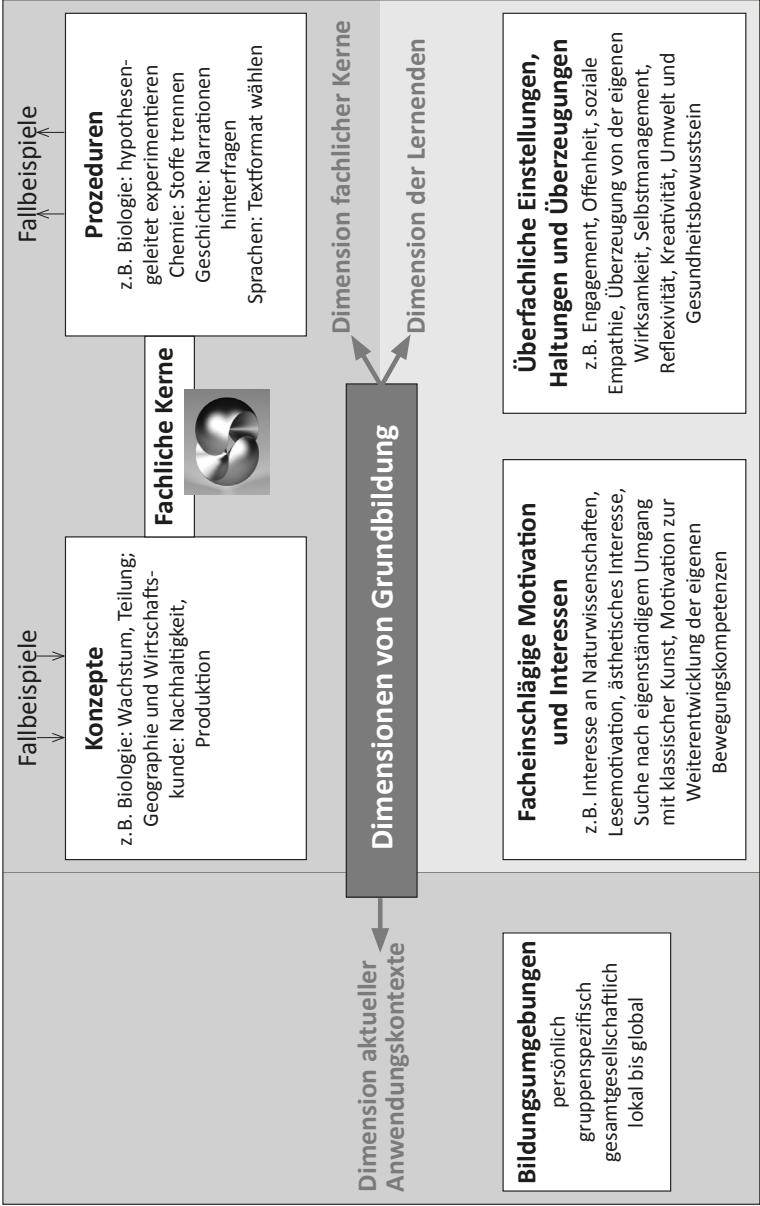 Fallbeispiele
Konzepte
z.B. Biologie: Wachstum, Teilung;
Geographie und Wirtschafts-
kunde: Nachhaltigkeit,
Produktion
Fachliche Kerne
Fallbeispiele
Prozeduren
z.B. Biologie: hypothesen-
geleitet experimentieren
Chemie: Stoffe trennen
Geschichte: Narrationen
hinterfragen
Sprachen: Textformat wählen
Dimension aktueller
Anwendungskontexte
Dimensionen von Grundbildung
Dimension fachlicher Kerne
Dimension der Lernenden
Bildungsumgebungen
persönlich
gruppenspezifisch
gesamtgesellschaftlich
lokal bis global
Facheinschlägige Motivation
und Interessen
z.B. Interesse an Naturwissenschaften,
Lesemotivation, ästhetisches Interesse,
Suche nach eigenständigem Umgang
mit klassischer Kunst, Motivation zur
Weiterentwicklung der eigenen
Bewegungskompetenzen
Überfachliche Einstellungen,
Haltungen und Überzeugungen
z.B. Engagement, Offenheit, soziale
Empathie, Überzeugung von der eigenen
Wirksamkeit, Selbstmanagement,
Reflexivität, Kreativität, Umwelt und
Gesundheitsbewusstsein